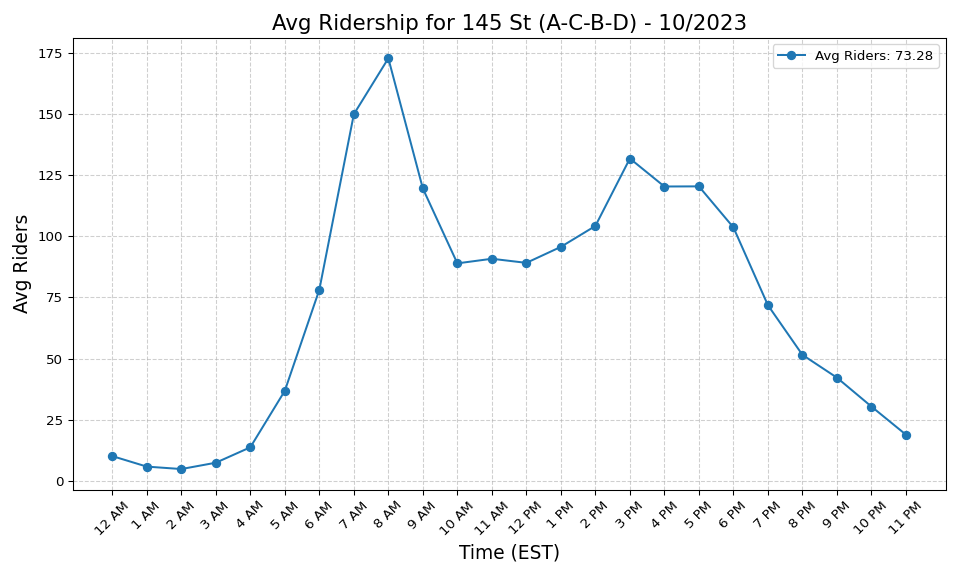 Avg Ridership for 145 St (A-C-B-D) - 10/2023
Avg Riders: 73.28
Avg Riders
175
150
125
100
75
50
25
0
12 AM
1 AM
2 AM
3 AM
4 AM
5 AM
6 AM
7 AM
8 AM
9 AM
10 AM
11 AM
12 PM
1 PM
2 PM
3 PM
4 PM
5 PM
6 PM
7 PM
8 PM
9 PM
10 PM
11 PM
Time (EST)